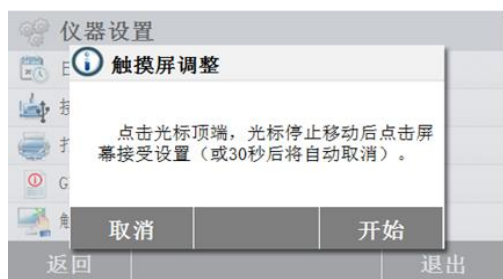 仪器设置
触摸屏调整
点击光标顶端，光标停止移动后点击屏
幕接受设置（或30秒后将自动取消）。
取消
开始
返回
退出